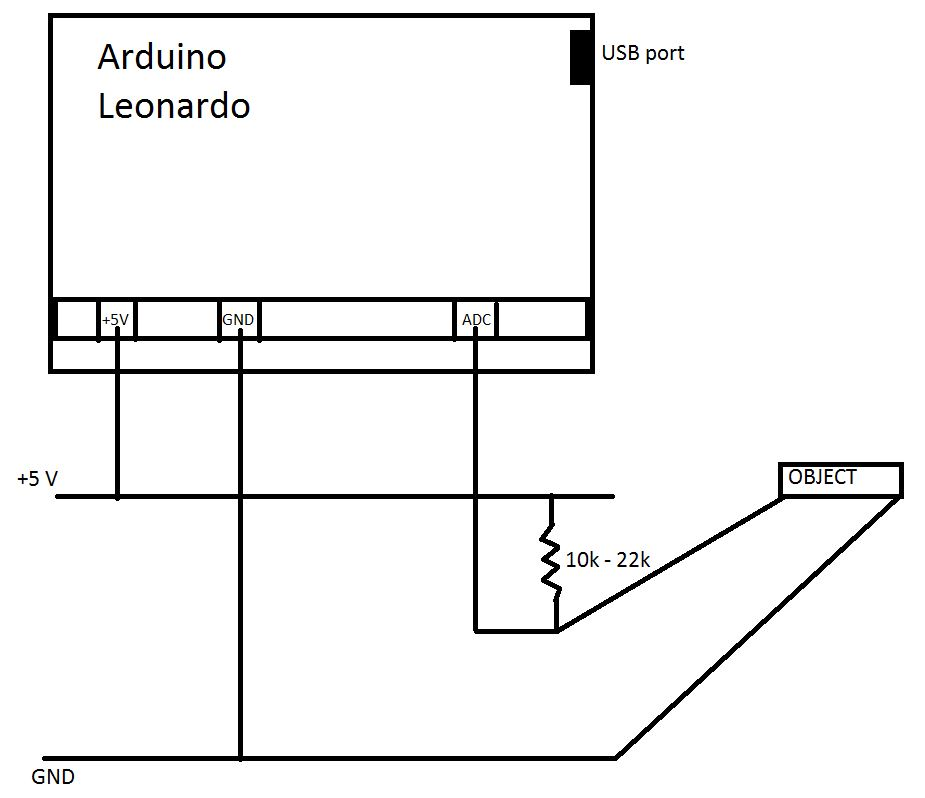 Arduino
Leonardo
USB port
+5V
GND
ADC
+5 V
OBJECT
10k - 22k
GND